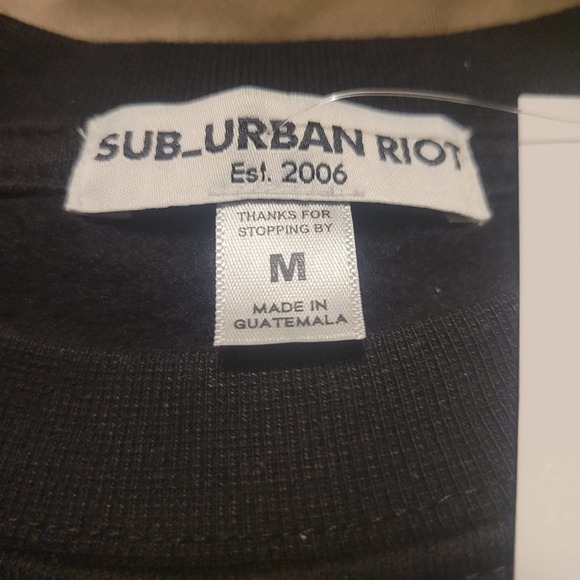 SUB_URBAN RIOT
Est. 2006
THANKS FOR
STOPPING BY
M
MADE IN
GUATEMALA